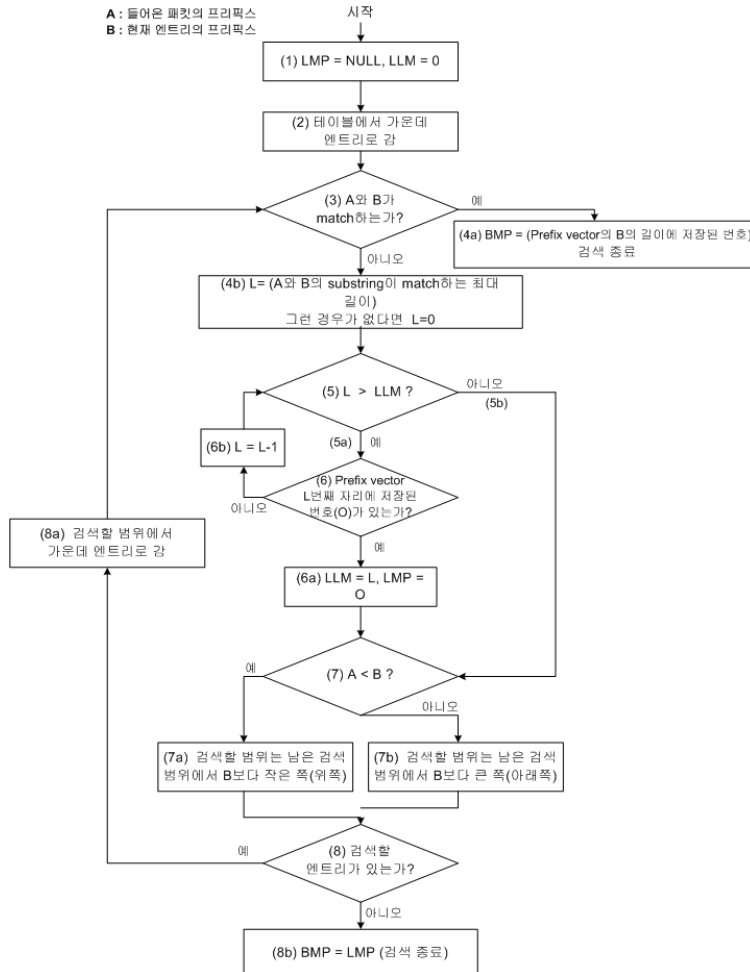 A : 들어온 패킷의 프리픽스
B : 현재 엔트리의 프리픽스
시작
(1) LMP = NULL, LLM = 0
(2) 테이블에서 가운데
엔트리로 감
(3) A와 B가
match하는가?
예
(4a) BMP = (Prefix vector의 B의 길이에 저장된 번호)
검색 종료
아니오
(4b) L= (A와 B의 substring이 match하는 최대
길이)
그런 경우가 없다면 L=0
(5) L > LLM ?
아니오
(5b)
(5a) 예
(6b) L = L-1
(6) Prefix vector
L번째 자리에 저장된
번호(O)가 있는가?
아니오
예
(8a) 검색할 범위에서
가운데 엔트리로 감
(6a) LLM = L, LMP =
O
(7) A < B ?
예
아니오
(7a) 검색할 범위는 남은 검색
범위에서 B보다 작은 쪽(위쪽)
(7b) 검색할 범위는 남은 검색
범위에서 B보다 큰 쪽(아래쪽)
(8) 검색할
엔트리가 있는가?
예
아니오
(8b) BMP = LMP (검색 종료)